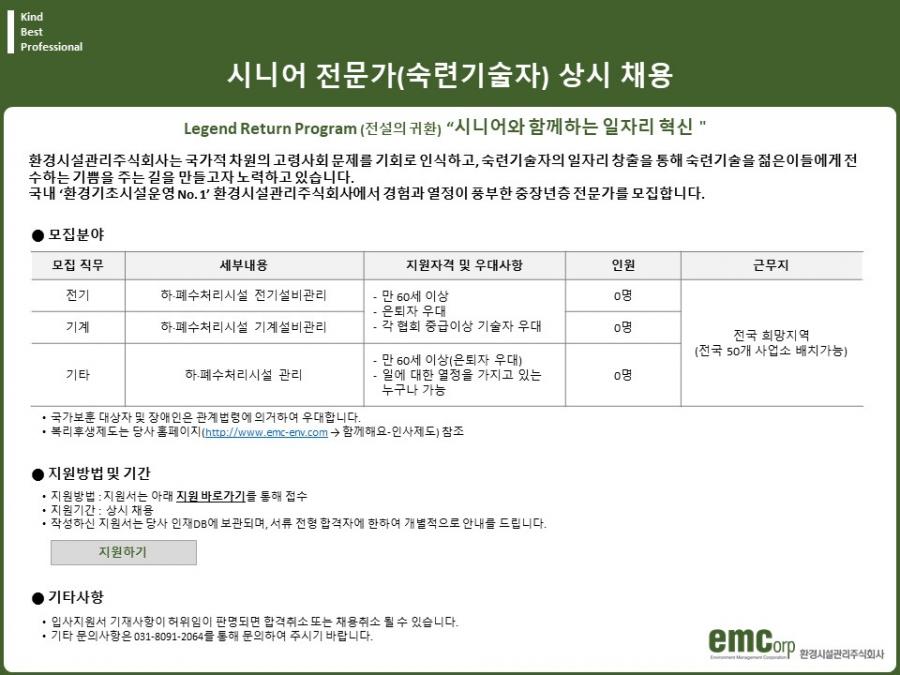 Kind
Best
Professional
시니어 전문가(숙련기술자) 상시 채용
Legend Return Program (전설의 귀환) “시니어와 함께하는 일자리 혁신 "
환경시설관리주식회사는 국가적 차원의 고령사회 문제를 기회로 인식하고, 숙련기술자의 일자리 창출을 통해 숙련기술을 젊은이들에게 전
수하는 기쁨을 주는 길을 만들고자 노력하고 있습니다.
국내 ‘환경기초시설운영 No. 1’ 환경시설관리주식회사에서 경험과 열정이 풍부한 중장년층 전문가를 모집합니다.
● 모집분야
모집 직무 세부내용 지원자격 및 우대사항 인원 근무지
전기 하·폐수처리시설 전기설비관리 - 만 60세 이상 0명
- 은퇴자 우대
기계 하·폐수처리시설 기계설비관리 - 각 협회 중급이상 기술자 우대 0명
전국 희망지역
(전국 50개 사업소 배치가능)
기타 하·폐수처리시설 관리 - 만 60세 이상(은퇴자 우대) 0명
- 일에 대한 열정을 가지고 있는
누구나 가능
• 국가보훈 대상자 및 장애인은 관계법령에 의거하여 우대합니다.
• 복리후생제도는 당사 홈페이지(http://www.emc-env.com → 함께해요-인사제도) 참조
● 지원방법 및 기간
• 지원방법 : 지원서는 아래 지원 바로가기를 통해 접수
• 지원기간 : 상시 채용
• 작성하신 지원서는 당사 인재DB에 보관되며, 서류 전형 합격자에 한하여 개별적으로 안내를 드립니다.
지원하기
● 기타사항
• 입사지원서 기재사항이 허위임이 판명되면 합격취소 또는 채용취소 될 수 있습니다.
• 기타 문의사항은 031-8091-2064를 통해 문의하여 주시기 바랍니다.
emcorp 환경시설관리주식회사
Environment Management Corporation